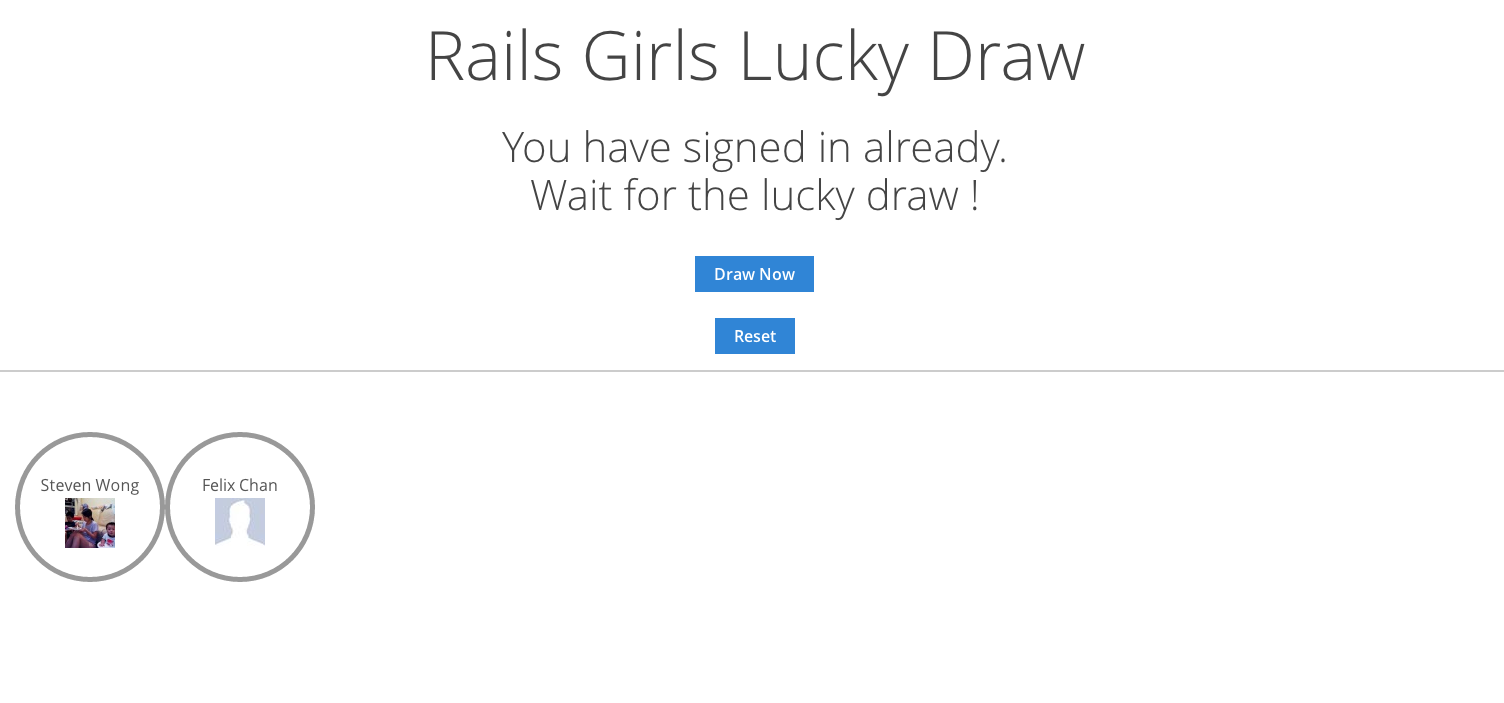 Rails Girls Lucky Draw
You have signed in already.
Wait for the lucky draw !
Draw Now
Reset
Steven Wong
Felix Chan